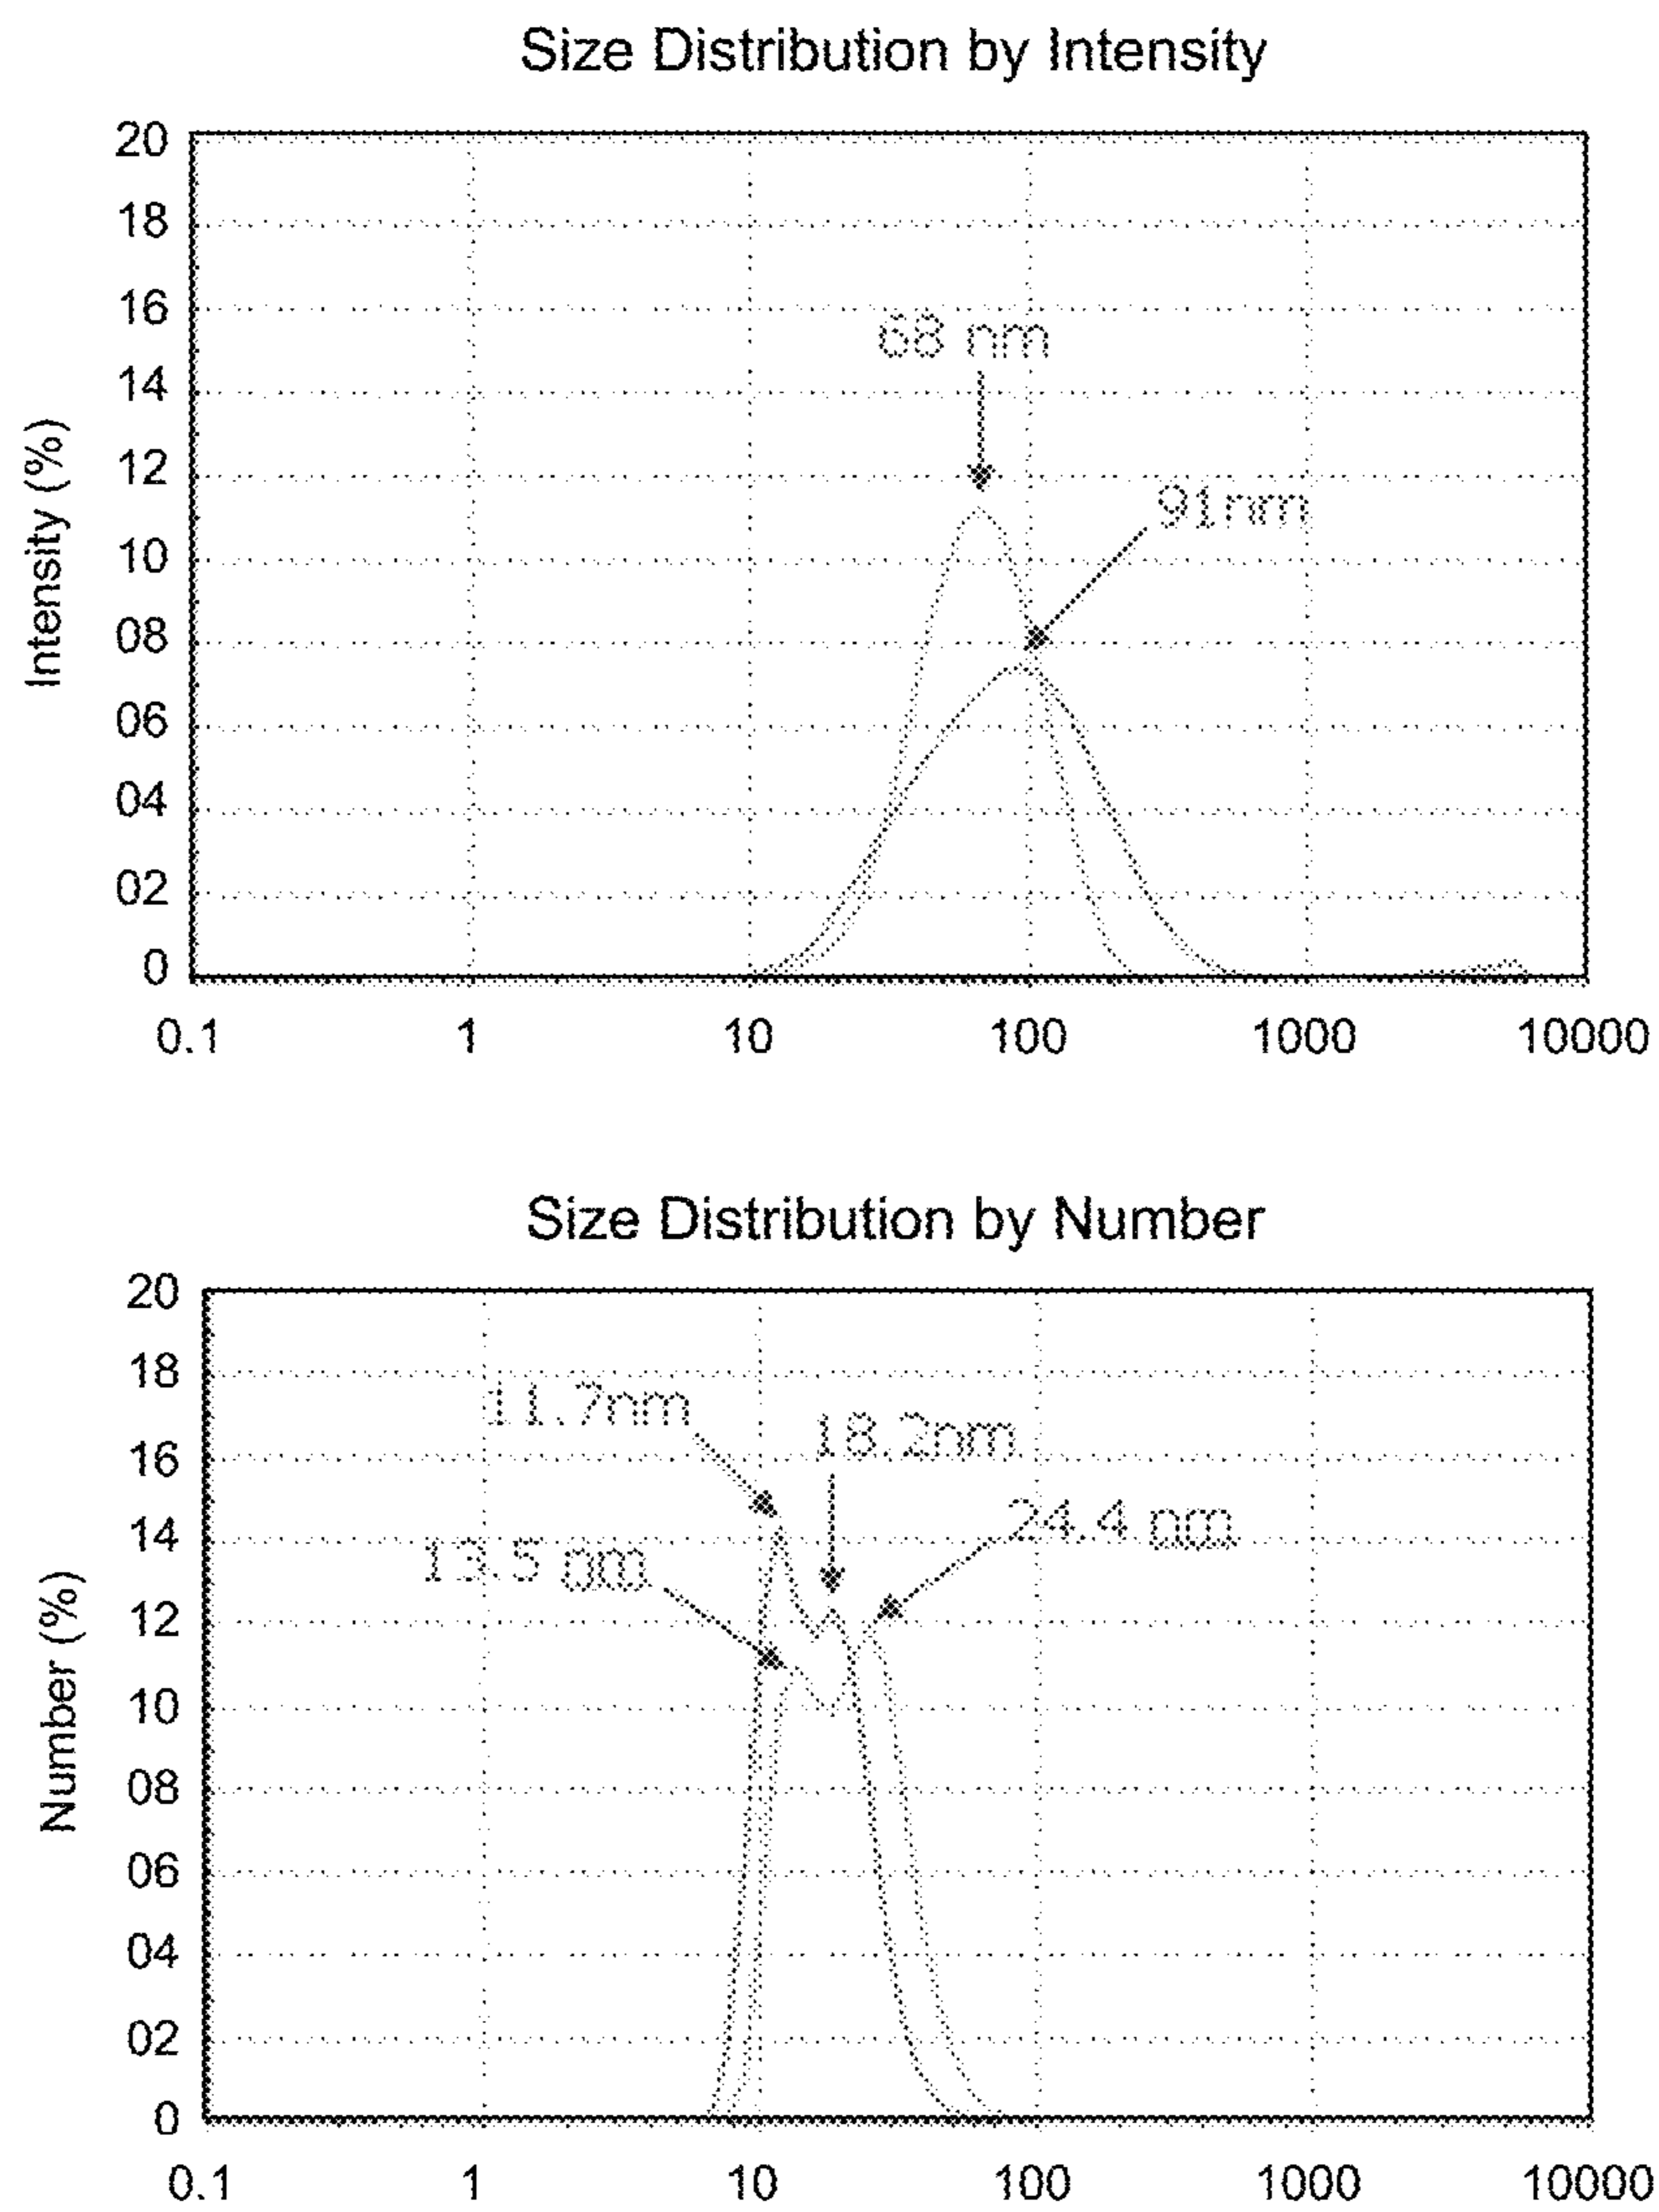 Size Distribution by Intensity
20
18
16
68 nm
14
12
91nm
10
08
06
04
02
0
Intensity (%)
0.1 1 10 100 1000 10000
Size Distribution by Number
20
18
11.7nm
18.2nm
16
24.4 nm
14
13.5 nm
12
10
08
06
04
02
0
Number (%)
0.1 1 10 100 1000 10000